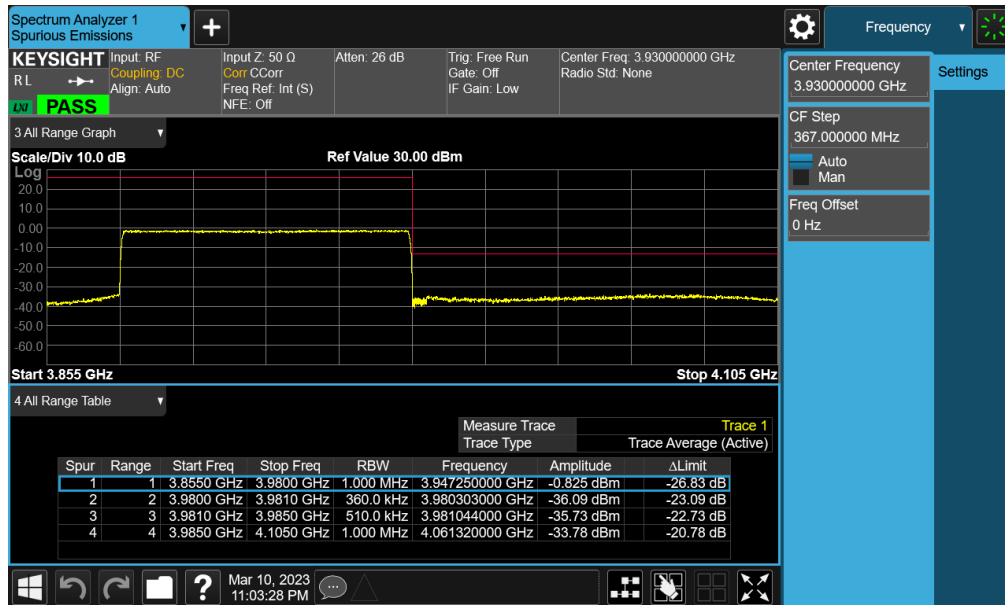 Spectrum Analyzer 1
Spurious Emissions
Frequency
KEYSIGHT
RL
LXI
PASS
Input: RF
Coupling: DC
Align: Auto
Input Z: 50 Ω
Corr CCorr
Freq Ref: Int (S)
NFE: Off
Atten: 26 dB
Trig: Free Run
Gate: Off
IF Gain: Low
Center Freq: 3.930000000 GHz
Radio Std: None
Center Frequency
3.930000000 GHz
Settings
CF Step
367.000000 MHz
Auto
Man
Freq Offset
0 Hz
3 All Range Graph
Scale/Div 10.0 dB Ref Value 30.00 dBm
Log
20.0
10.0
0.00
-10.0
-20.0
-30.0
-40.0
-50.0
-60.0
Start 3.855 GHz Stop 4.105 GHz
4 All Range Table
Measure Trace Trace 1
Trace Type Trace Average (Active)
Spur Range Start Freq Stop Freq RBW Frequency Amplitude ΔLimit
1 1 3.8550 GHz 3.9800 GHz 1.000 MHz 3.947250000 GHz -0.825 dBm -26.83 dB
2 2 3.9800 GHz 3.9810 GHz 360.0 kHz 3.980303000 GHz -36.09 dBm -23.09 dB
3 3 3.9810 GHz 3.9850 GHz 510.0 kHz 3.981044000 GHz -35.73 dBm -22.73 dB
4 4 3.9850 GHz 4.1050 GHz 1.000 MHz 4.061320000 GHz -33.78 dBm -20.78 dB
?
Mar 10, 2023
11:03:28 PM